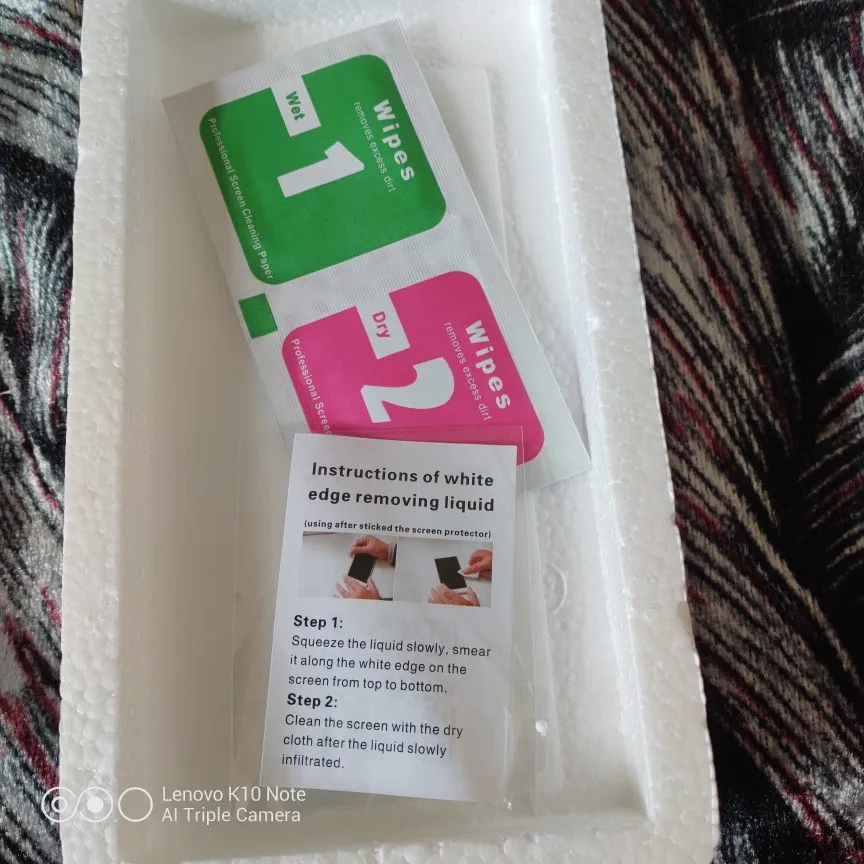 Wipes
removes excess dirt
Wet
1
Professional Screen Cleaning Paper
Wipes
removes excess dirt
Dry
2
Professional Screen
Instructions of white
edge removing liquid
(using after sticked the screen protector)
Step 1:
Squeeze the liquid slowly, smear
it along the white edge on the
screen from top to bottom.
Step 2:
Clean the screen with the dry
cloth after the liquid slowly
infiltrated.
Lenovo K10 Note
AI Triple Camera